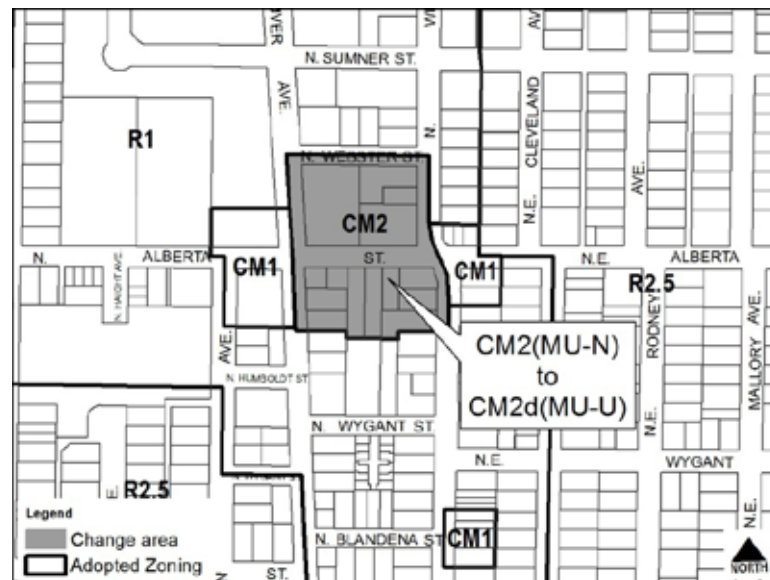 VER
AVE.
N. SUMNER ST.
N.
AVE.
N.E.
CLEVELAND
R1
N. WEBSTER ST.
CM2
N.
ALBERTA
ST.
N.E.
ALBERTA
CM1
CM1
R2.5
N. HAIGHT AVE.
AVE.
RODNEY
MALLORY AVE.
CM2(MU-N)
to
CM2d(MU-U)
N. HUMBOLDT ST.
N. WYGANT ST.
N.E.
WYGANT
N.E.
N.E.
R2.5
Legend
Change area
Adopted Zoning
N. BLANDENA ST
CM1
N
ST.
NORTH